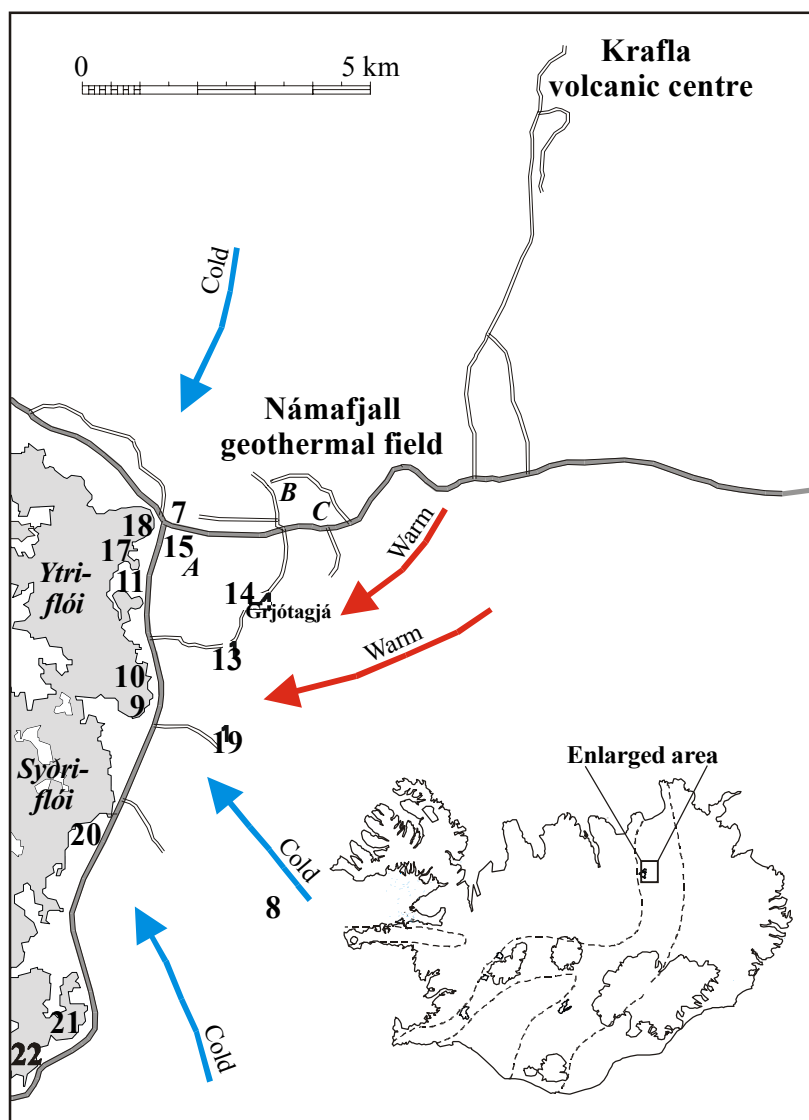 Krafla
volcanic centre
0 5 km
Cold
Námafjall
geothermal field
B
C
7
18
15
17
A
Warm
Ytri-
flói
11
14
Grjótagjá
13
Warm
10
9
19
Syðri-
flói
Enlarged area
20
Cold
8
21
Cold
22